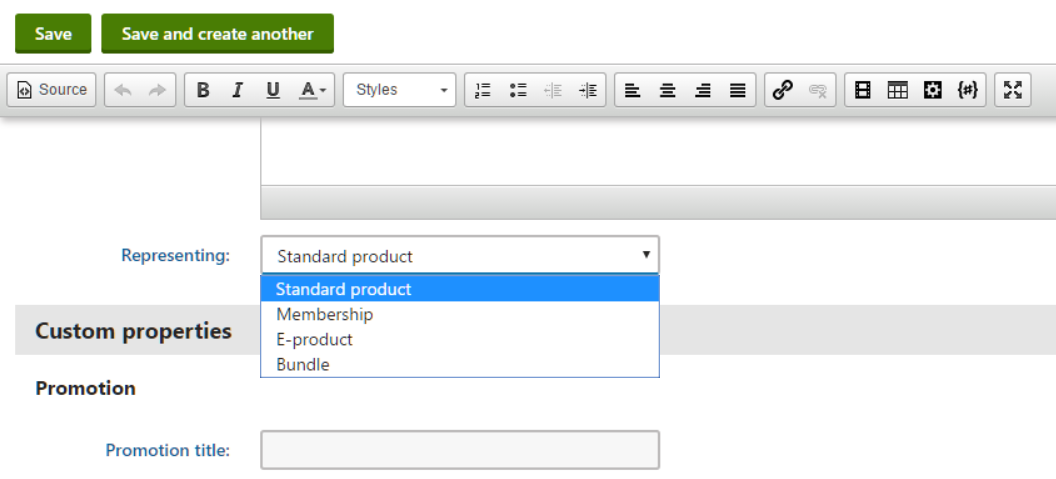 Save Save and create another
Source B I U A Styles {#}
Representing: Standard product
Standard product
Membership
E-product
Bundle
Custom properties
Promotion
Promotion title: